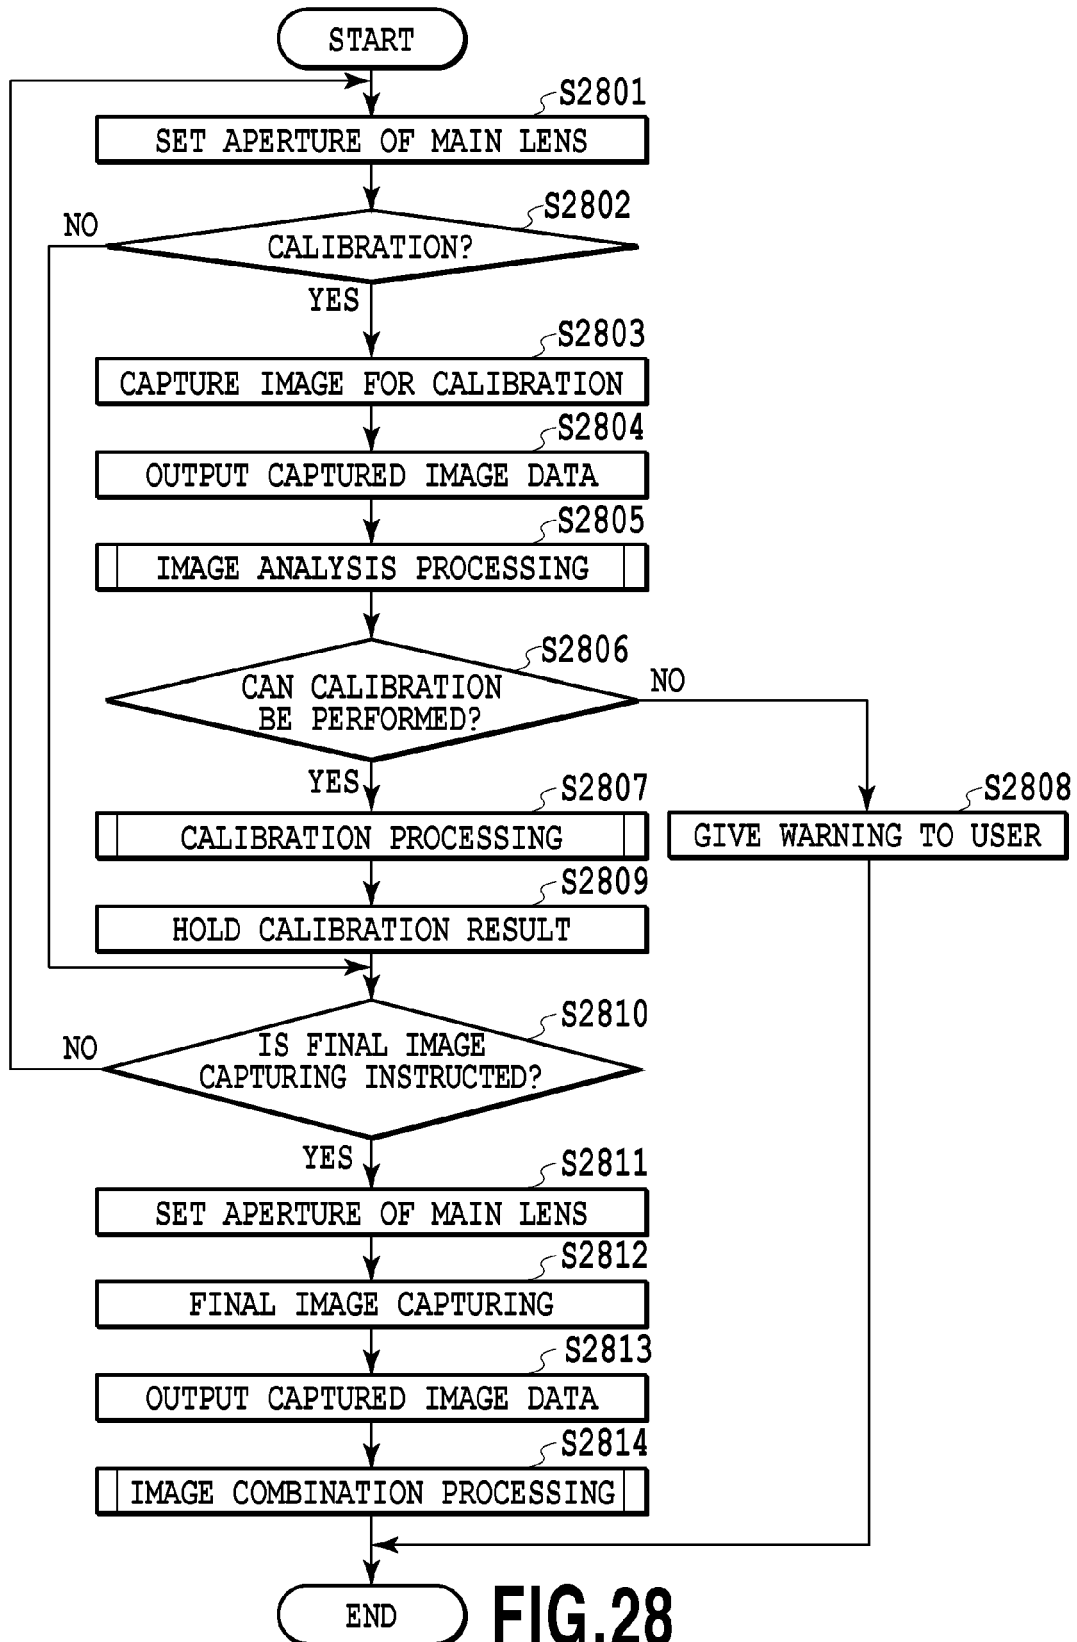 START
S2801
SET APERTURE OF MAIN LENS
S2802
NO
CALIBRATION?
YES
S2803
CAPTURE IMAGE FOR CALIBRATION
S2804
OUTPUT CAPTURED IMAGE DATA
S2805
IMAGE ANALYSIS PROCESSING
S2806
CAN CALIBRATION
BE PERFORMED?
NO
YES
S2807
CALIBRATION PROCESSING
S2808
GIVE WARNING TO USER
S2809
HOLD CALIBRATION RESULT
S2810
NO
IS FINAL IMAGE
CAPTURING INSTRUCTED?
YES
S2811
SET APERTURE OF MAIN LENS
S2812
FINAL IMAGE CAPTURING
S2813
OUTPUT CAPTURED IMAGE DATA
S2814
IMAGE COMBINATION PROCESSING
END
FIG.28